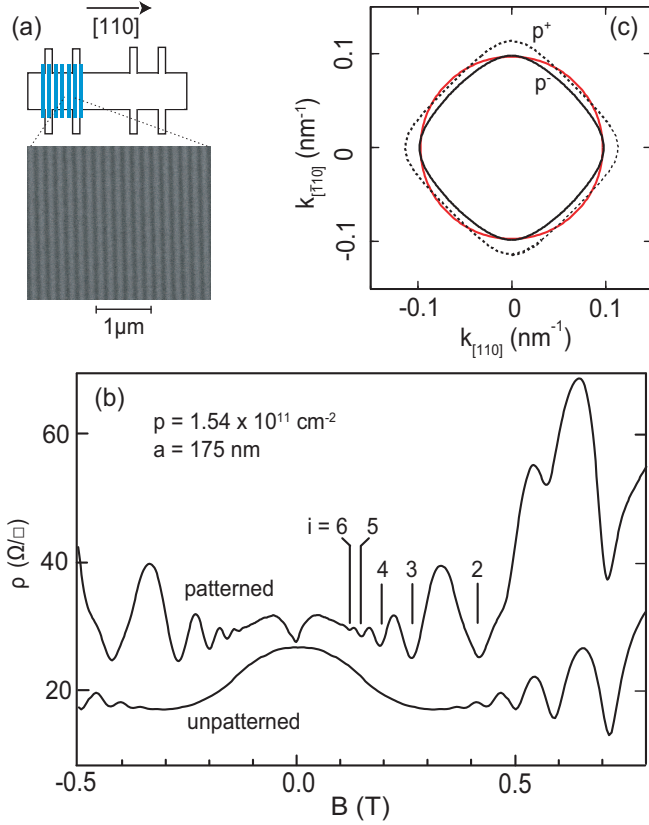 (a)
[110]
1µm
(c)
p⁺
p⁻
0.1
0
-0.1
k[1̄10] (nm⁻¹)
-0.1
0
0.1
k[110] (nm⁻¹)
(b)
p = 1.54 x 10¹¹ cm⁻²
a = 175 nm
i = 6
5
4
3
2
patterned
unpatterned
60
40
20
ρ (Ω/□)
-0.5
0.0
0.5
B (T)